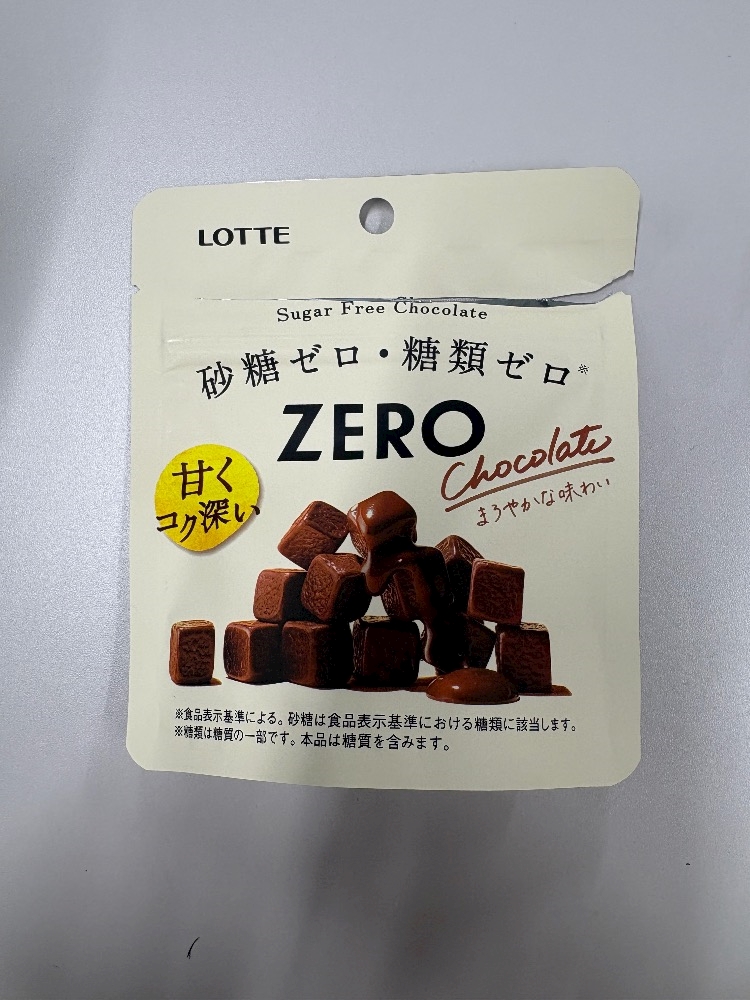 LOTTE
Sugar Free Chocolate
砂糖ゼロ・糖類ゼロ※
ZERO
Chocolate
まろやかな味わい
甘く
コク深い
※食品表示基準による。砂糖は食品表示基準における糖類に該当します。
※糖類は糖質の一部です。本品は糖質を含みます。